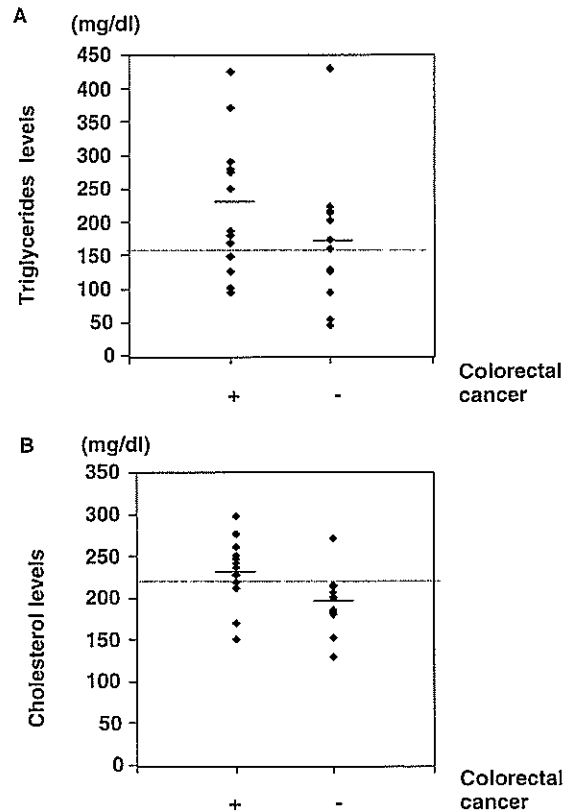 A
(mg/dl)
Triglycerides levels
450
400
350
300
250
200
150
100
50
0
+ -
Colorectal
cancer
B
(mg/dl)
Cholesterol levels
350
300
250
200
150
100
50
0
+ -
Colorectal
cancer